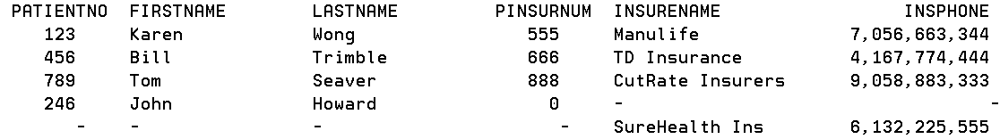 PATIENTNO FIRSTNAME LASTNAME PINSURNUM INSURENAME INSPHONE
123 Karen Wong 555 Manulife 7,056,663,344
456 Bill Trimble 666 TD Insurance 4,167,774,444
789 Tom Seaver 888 CutRate Insurers 9,058,883,333
246 John Howard 0 - -
- - - - SureHealth Ins 6,132,225,555